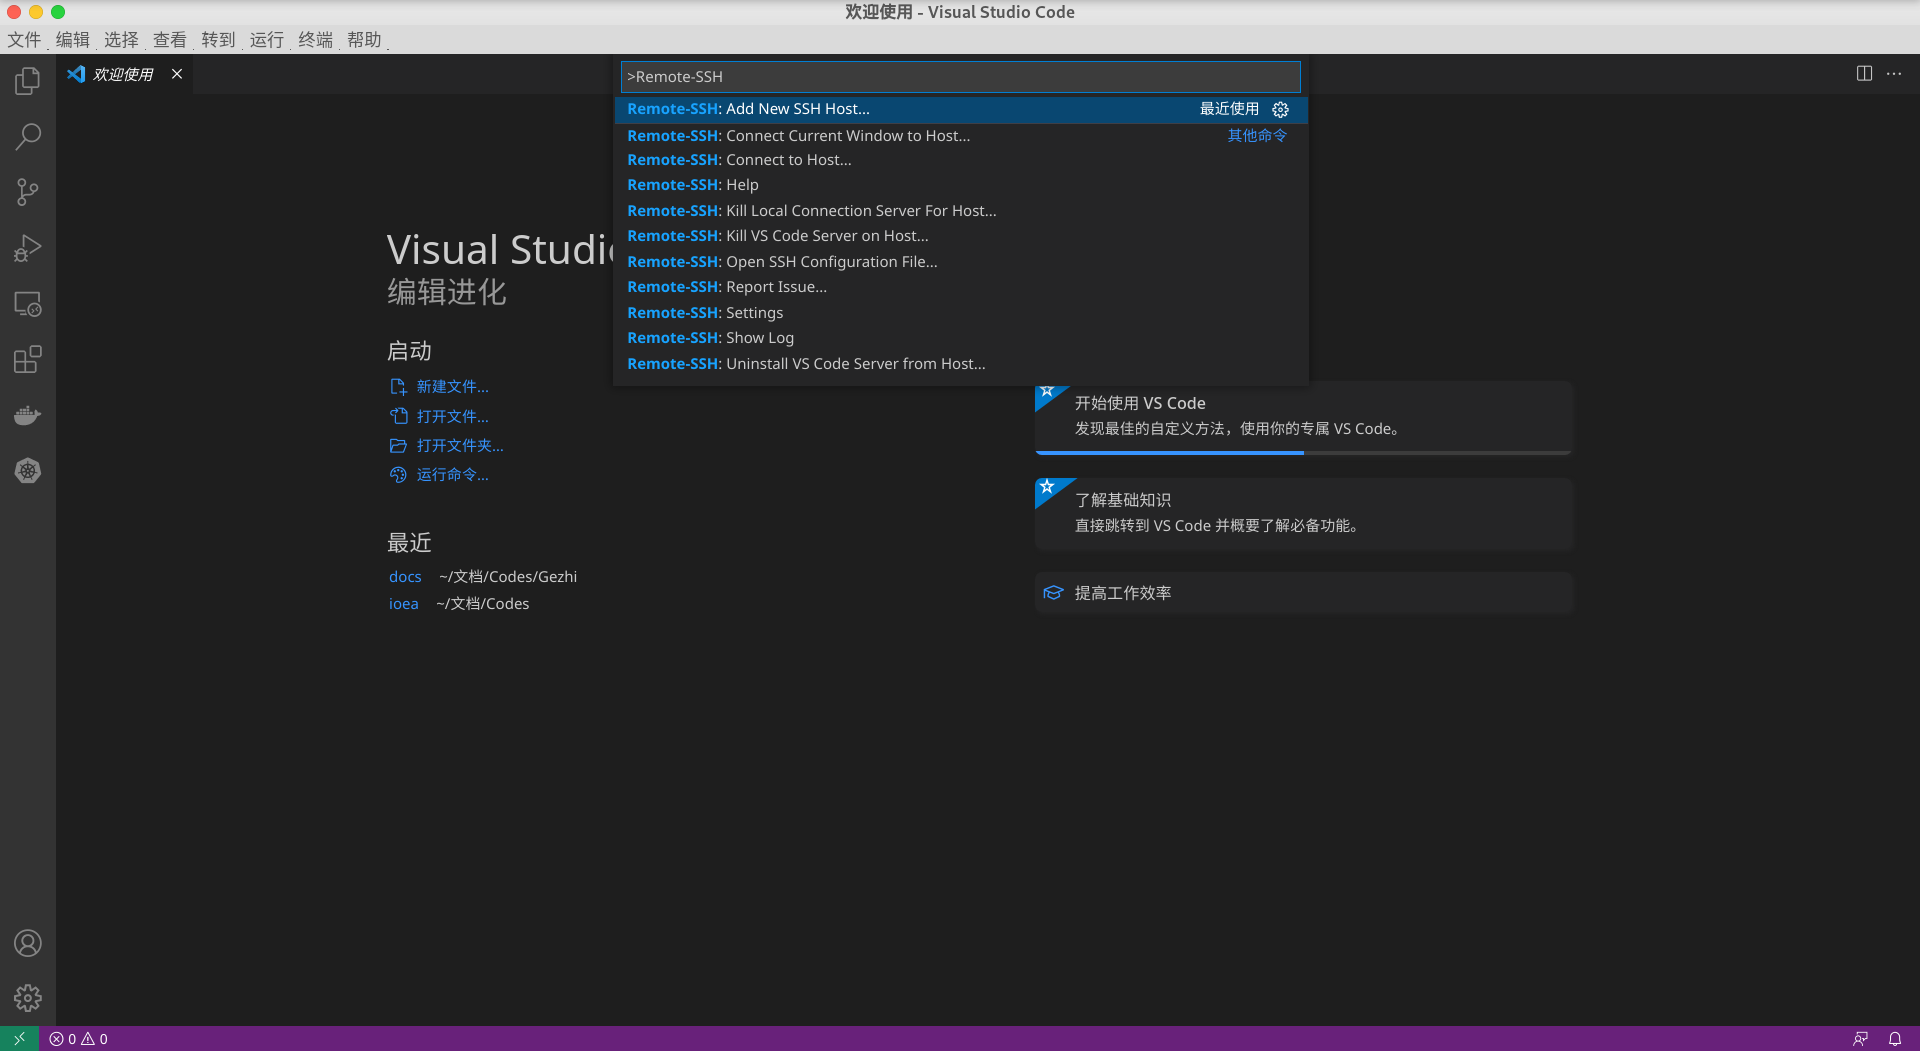 欢迎使用 - Visual Studio Code
文件 编辑 选择 查看 转到 运行 终端 帮助
欢迎使用
>Remote-SSH
Remote-SSH: Add New SSH Host... 最近使用
Remote-SSH: Connect Current Window to Host... 其他命令
Remote-SSH: Connect to Host...
Remote-SSH: Help
Remote-SSH: Kill Local Connection Server For Host...
Remote-SSH: Kill VS Code Server on Host...
Remote-SSH: Open SSH Configuration File...
Remote-SSH: Report Issue...
Remote-SSH: Settings
Remote-SSH: Show Log
Remote-SSH: Uninstall VS Code Server from Host...
Visual Studio
编辑进化
启动
新建文件...
打开文件...
打开文件夹...
运行命令...
最近
docs ~/文档/Codes/Gezhi
ioea ~/文档/Codes
开始使用 VS Code
发现最佳的自定义方法，使用你的专属 VS Code。
了解基础知识
直接跳转到 VS Code 并概要了解必备功能。
提高工作效率
0 0